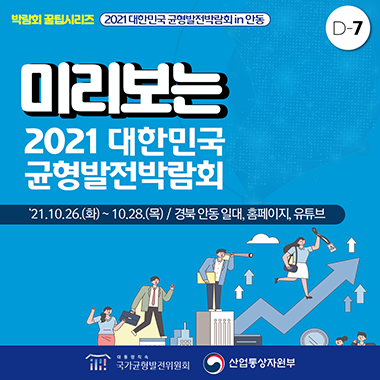 박람회 꿀팁시리즈 2021 대한민국 균형발전박람회 in 안동
D-7
미리보는
2021 대한민국
균형발전박람회
'21.10.26.(화) ~ 10.28.(목) / 경북 안동 일대, 홈페이지, 유튜브
대통령직속
국가균형발전위원회 산업통상자원부